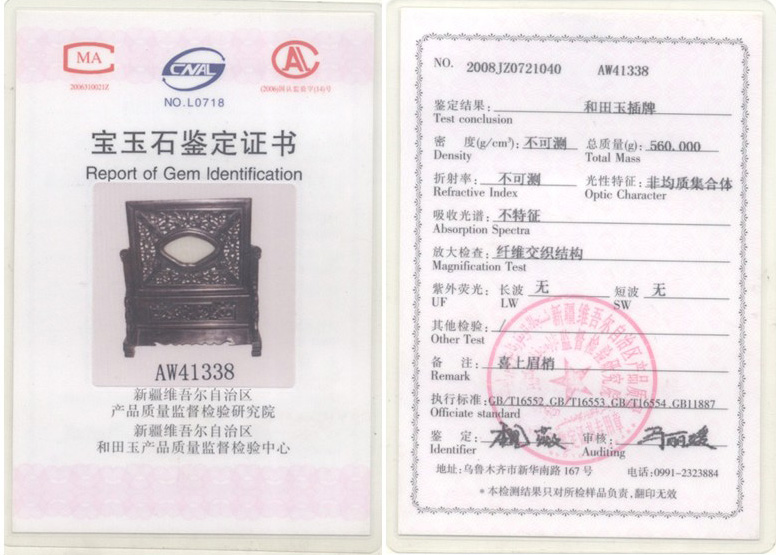 MA
2006310021Z
CNAL
NO.L0718
AL
(2006)国认监验字(14)号
宝玉石鉴定证书
Report of Gem Identification
AW41338
新疆维吾尔自治区
产品质量监督检验研究院
新疆维吾尔自治区
和田玉产品质量监督检验中心
NO. 2008JZ0721040 AW41338
鉴定结果: 和田玉插牌
Test conclusion
密 度(g/cm³): 不可测 总质量(g): 560.000
Density Total Mass
折射率: 不可测 光性特征: 非均质集合体
Refractive Index Optic Character
吸收光谱: 不特征
Absorption Spectra
放大检查: 纤维交织结构
Magnification Test
紫外荧光: 长波 无 短波 无
UF LW SW
其他检验: /
Other Test
备 注: 喜上眉梢
Remark
执行标准: GB/T16552 GB/T16553 GB/T16554 GB11887
Officiate standard
鉴 定: 审核:
Identifier Auditing
地址:乌鲁木齐市新华南路 167 号 电话:0991-2323884
*本检测结果只对所检样品负责,翻印无效